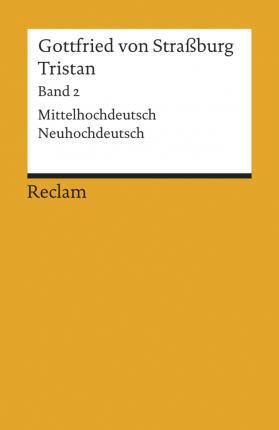 Gottfried von Straßburg
Tristan
Band 2
Mittelhochdeutsch
Neuhochdeutsch
Reclam